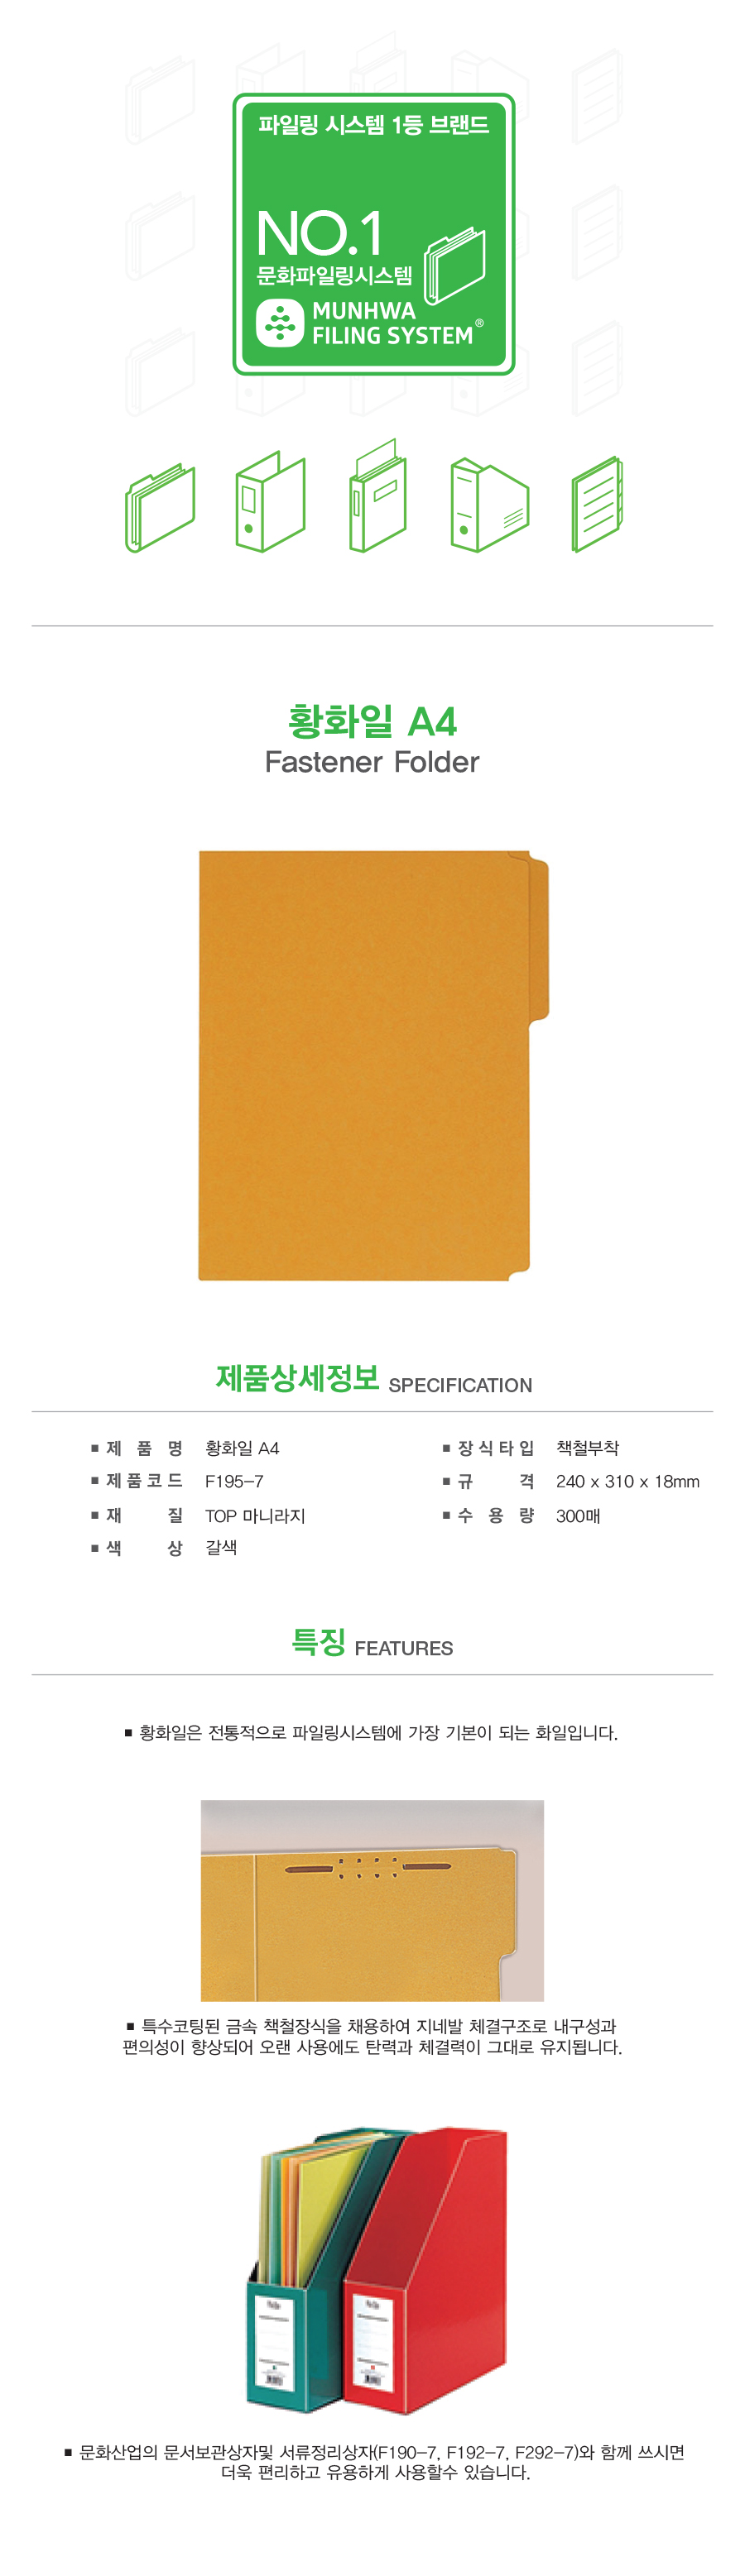 파일링 시스템 1등 브랜드
NO.1
문화파일링시스템
MUNHWA
FILING SYSTEM®
황화일 A4
Fastener Folder
제품상세정보 SPECIFICATION
■ 제 품 명 황화일 A4 ■ 장식타입 책철부착
■ 제품코드 F195-7 ■ 규 격 240 x 310 x 18mm
■ 재 질 TOP 마니라지 ■ 수 용 량 300매
■ 색 상 갈색
특징 FEATURES
■ 황화일은 전통적으로 파일링시스템에 가장 기본이 되는 화일입니다.
■ 특수코팅된 금속 책철장식을 채용하여 지네발 체결구조로 내구성과
편의성이 향상되어 오랜 사용에도 탄력과 체결력이 그대로 유지됩니다.
■ 문화산업의 문서보관상자및 서류정리상자(F190-7, F192-7, F292-7)와 함께 쓰시면
더욱 편리하고 유용하게 사용할수 있습니다.